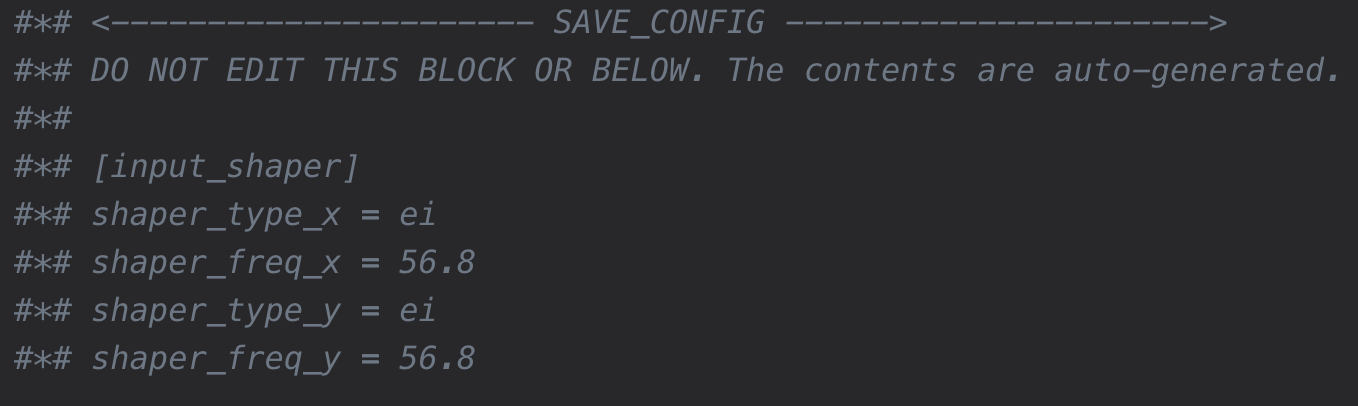 #*# <---------------------- SAVE_CONFIG ---------------------->
#*# DO NOT EDIT THIS BLOCK OR BELOW. The contents are auto-generated.
#*#
#*# [input_shaper]
#*# shaper_type_x = ei
#*# shaper_freq_x = 56.8
#*# shaper_type_y = ei
#*# shaper_freq_y = 56.8